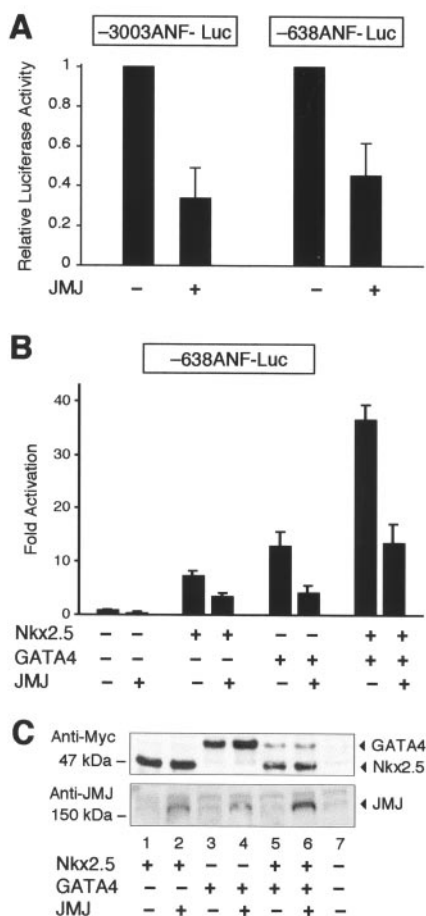 A
–3003ANF- Luc –638ANF- Luc
Relative Luciferase Activity
1
0.8
0.6
0.4
0.2
0
JMJ – + – +
B
–638ANF-Luc
Fold Activation
40
30
20
10
0
Nkx2.5 – – + + – – + +
GATA4 – – – – + + + +
JMJ – + – + – + – +
C
Anti-Myc
GATA4
47 kDa –
Nkx2.5
Anti-JMJ
JMJ
150 kDa –
1 2 3 4 5 6 7
Nkx2.5 + + – – + + –
GATA4 – – + + + + –
JMJ – + – + – + –